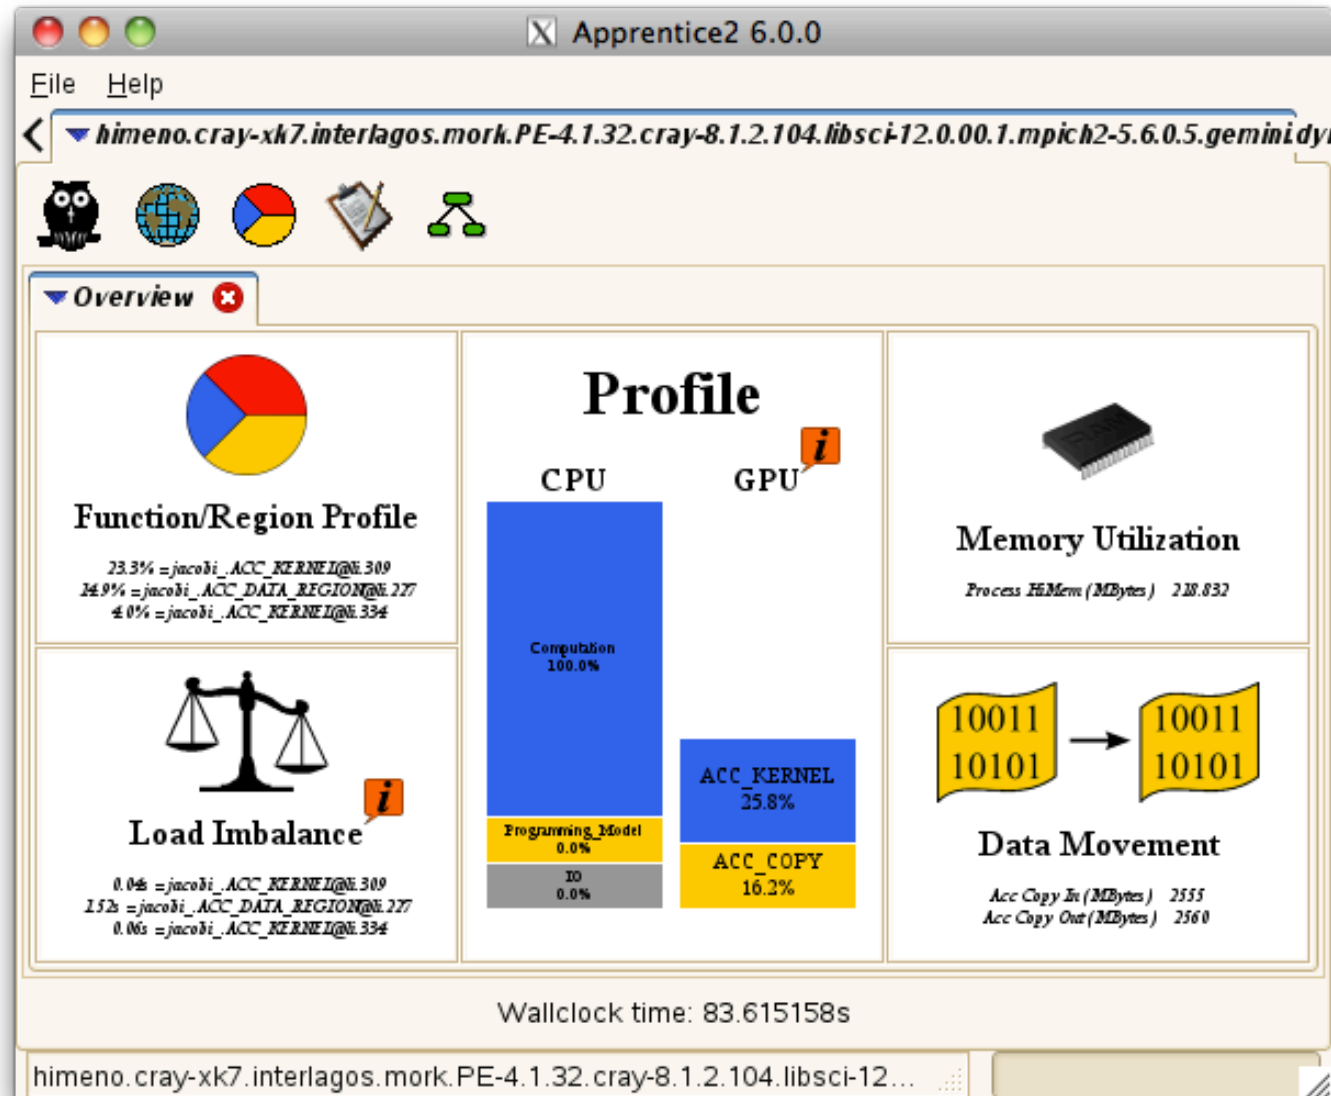 Apprentice2 6.0.0
File Help
himeno.cray-xk7.interlagos.mork.PE-4.1.32.cray-8.1.2.104.libsci-12.0.00.1.mpich2-5.6.0.5.gemini.dy
Overview
Function/Region Profile
23.3% =jacobi_.ACC_KERNEL@li.309
14.9% =jacobi_.ACC_DATA_REGION@li.227
4.0% =jacobi_.ACC_KERNEL@li.334
Load Imbalance
i
0.04s =jacobi_.ACC_KERNEL@li.309
1.52s =jacobi_.ACC_DATA_REGION@li.227
0.06s =jacobi_.ACC_KERNEL@li.334
Profile
i
CPU GPU
Computation
100.0%
Programming_Model
0.0%
IO
0.0%
ACC_KERNEL
25.8%
ACC_COPY
16.2%
RAM
Memory Utilization
Process HiMem (MBytes) 218.832
10011 10011
10101 10101
Data Movement
Acc Copy In (MBytes) 2555
Acc Copy Out (MBytes) 2560
Wallclock time: 83.615158s
himeno.cray-xk7.interlagos.mork.PE-4.1.32.cray-8.1.2.104.libsci-12...